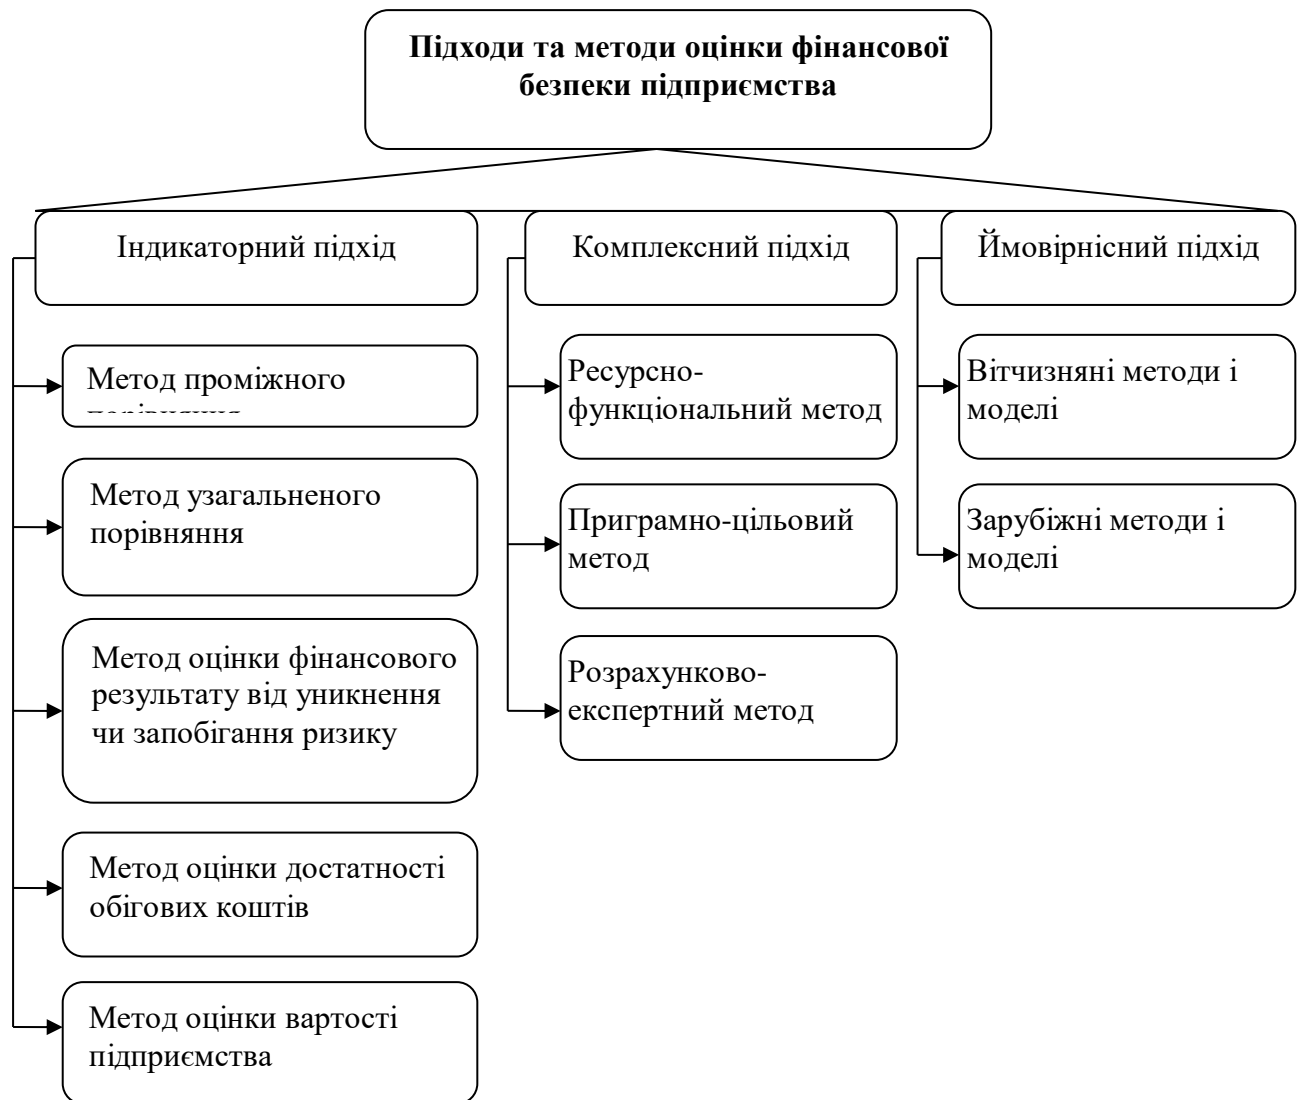 Підходи та методи оцінки фінансової
безпеки підприємства
Індикаторний підхід
Комплексний підхід
Ймовірнісний підхід
Метод проміжного
Метод узагальненого
порівняння
Метод оцінки фінансового
результату від уникнення
чи запобігання ризику
Метод оцінки достатності
обігових коштів
Метод оцінки вартості
підприємства
Ресурсно-
функціональний метод
Приграмно-цільовий
метод
Розрахунково-
експертний метод
Вітчизняні методи і
моделі
Зарубіжні методи і
моделі